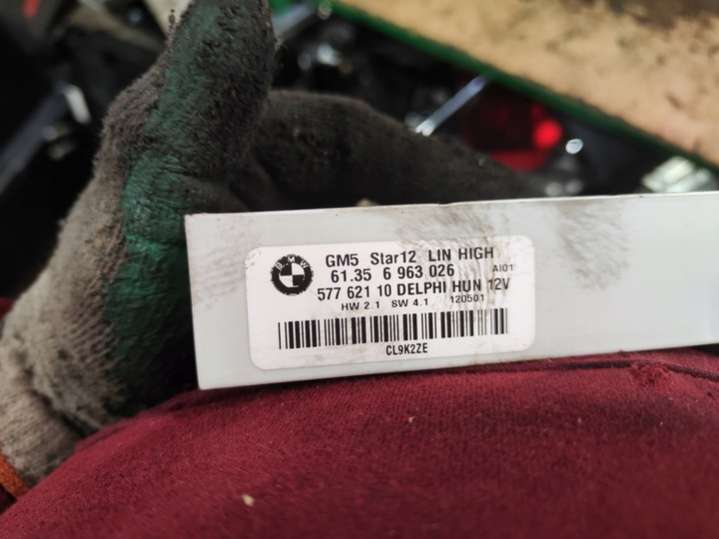 BMW
GM5 Star12 LIN HIGH
61.35 6 963 026 AI01
577 621 10 DELPHI HUN 12V
HW 2.1 SW 4.1 120501
CL9K2ZE